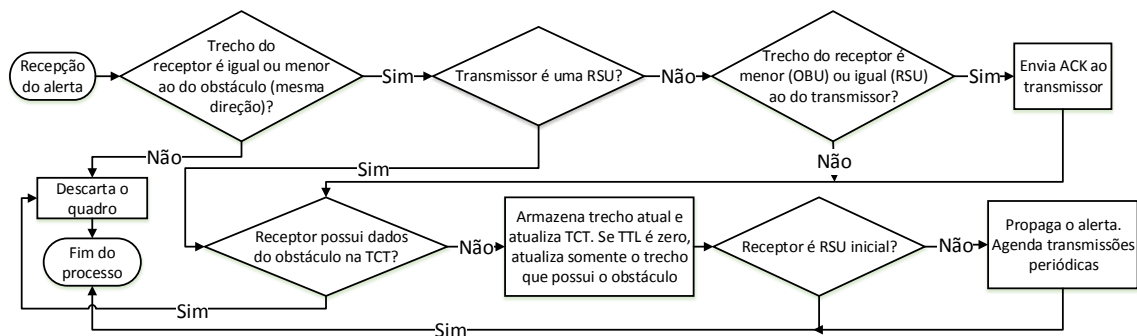 Recepção
do alerta
Trecho do
receptor é igual ou menor
ao do obstáculo (mesma
direção)?
Sim
Transmissor é uma RSU?
Não
Trecho do receptor é
menor (OBU) ou igual (RSU)
ao do transmissor?
Sim
Envia ACK ao
transmissor
Não
Sim
Não
Descarta o
quadro
Fim do
processo
Receptor possui dados
do obstáculo na TCT?
Não
Armazena trecho atual e
atualiza TCT. Se TTL é zero,
atualiza somente o trecho
que possui o obstáculo
Receptor é RSU inicial?
Não
Propaga o alerta.
Agenda transmissões
periódicas
Sim
Sim